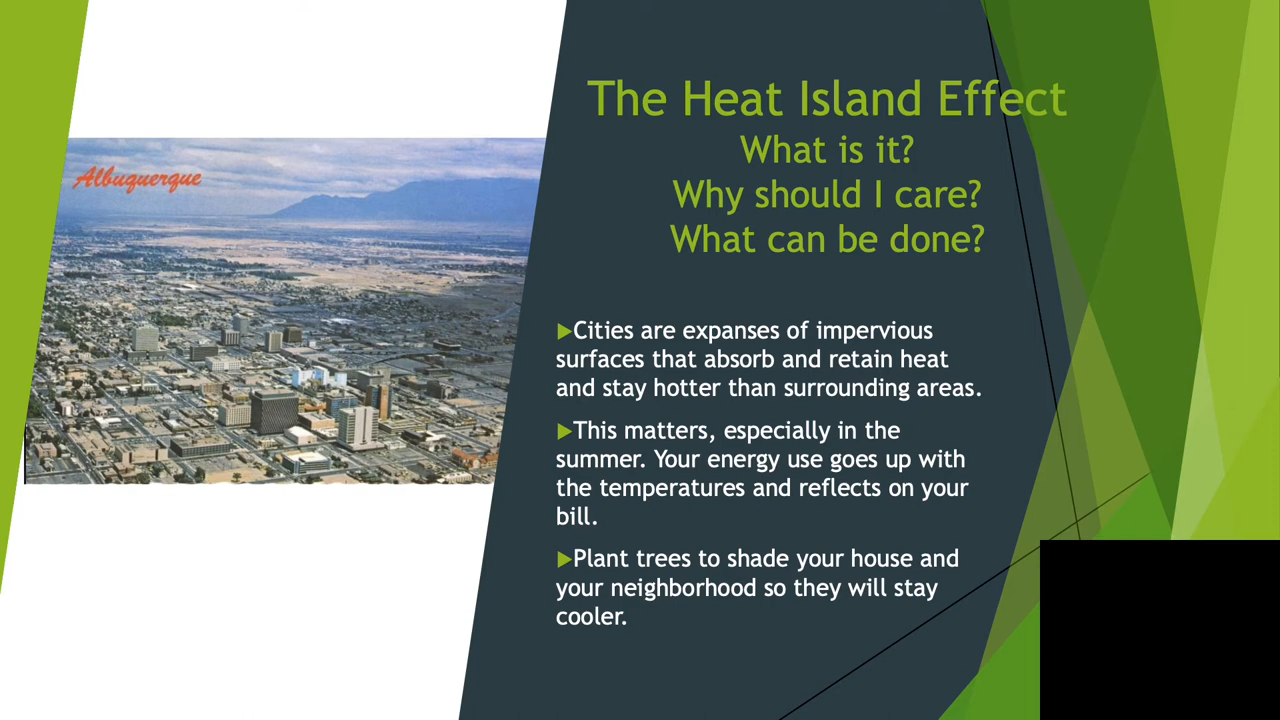 Albuquerque
The Heat Island Effect
What is it?
Why should I care?
What can be done?
Cities are expanses of impervious
surfaces that absorb and retain heat
and stay hotter than surrounding areas.
This matters, especially in the
summer. Your energy use goes up with
the temperatures and reflects on your
bill.
Plant trees to shade your house and
your neighborhood so they will stay
cooler.